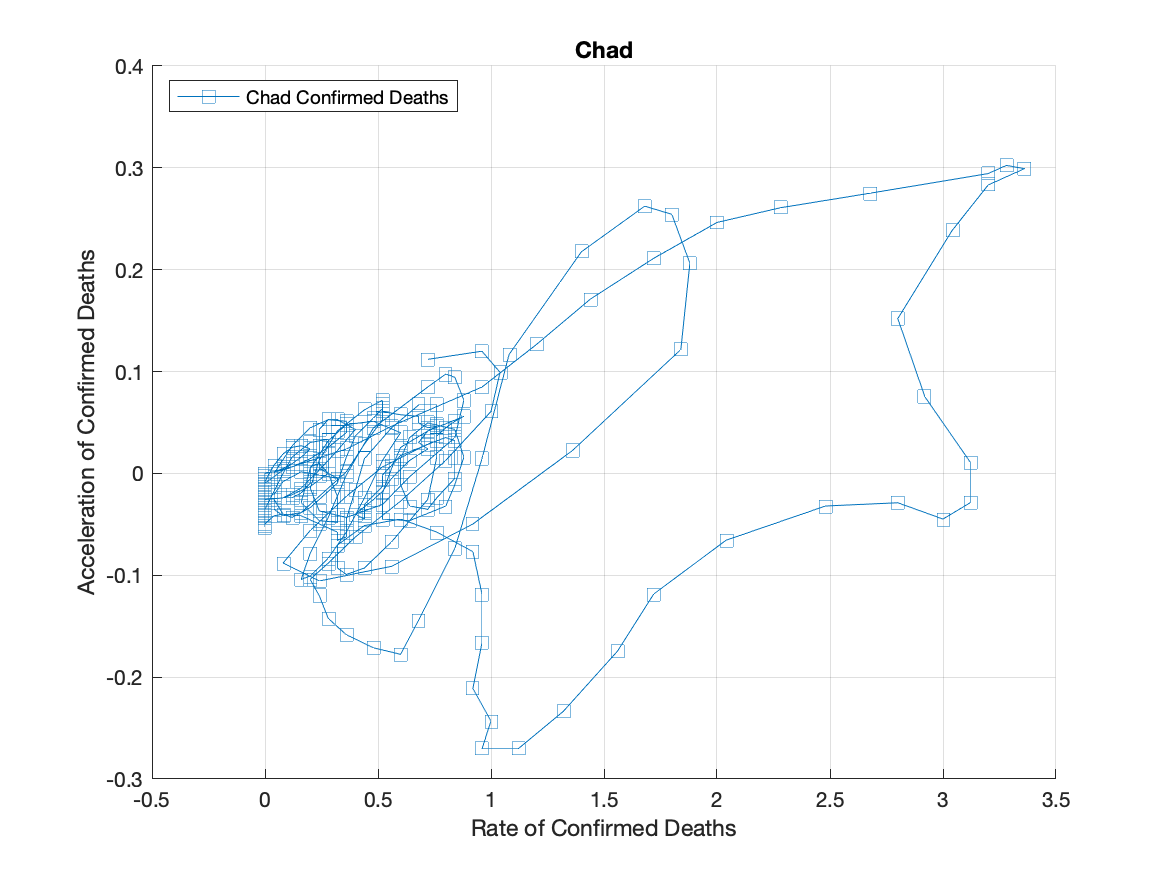 Chad
Chad Confirmed Deaths
0.4
0.3
0.2
0.1
0
-0.1
-0.2
-0.3
Acceleration of Confirmed Deaths
-0.5 0 0.5 1 1.5 2 2.5 3 3.5
Rate of Confirmed Deaths